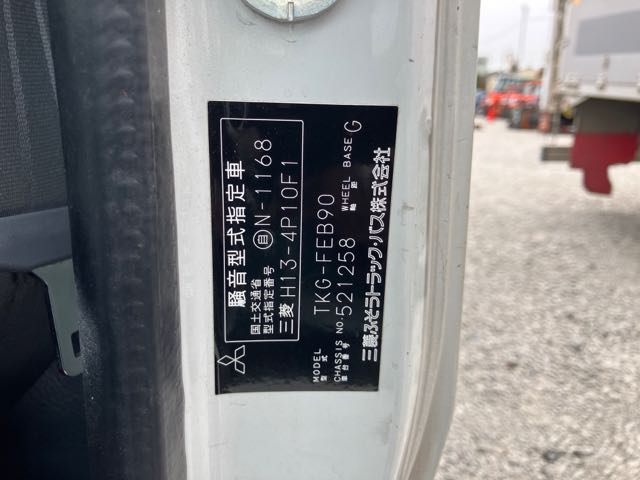 騒音型式指定車
国土交通省
型式指定番号 自N-1168
三菱 H13-4P10F1
MODEL
型式 TKG-FEB90
CHASSIS NO.
車台番号 521258 WHEEL BASE
軸距 G
三菱ふそうトラック・バス株式会社